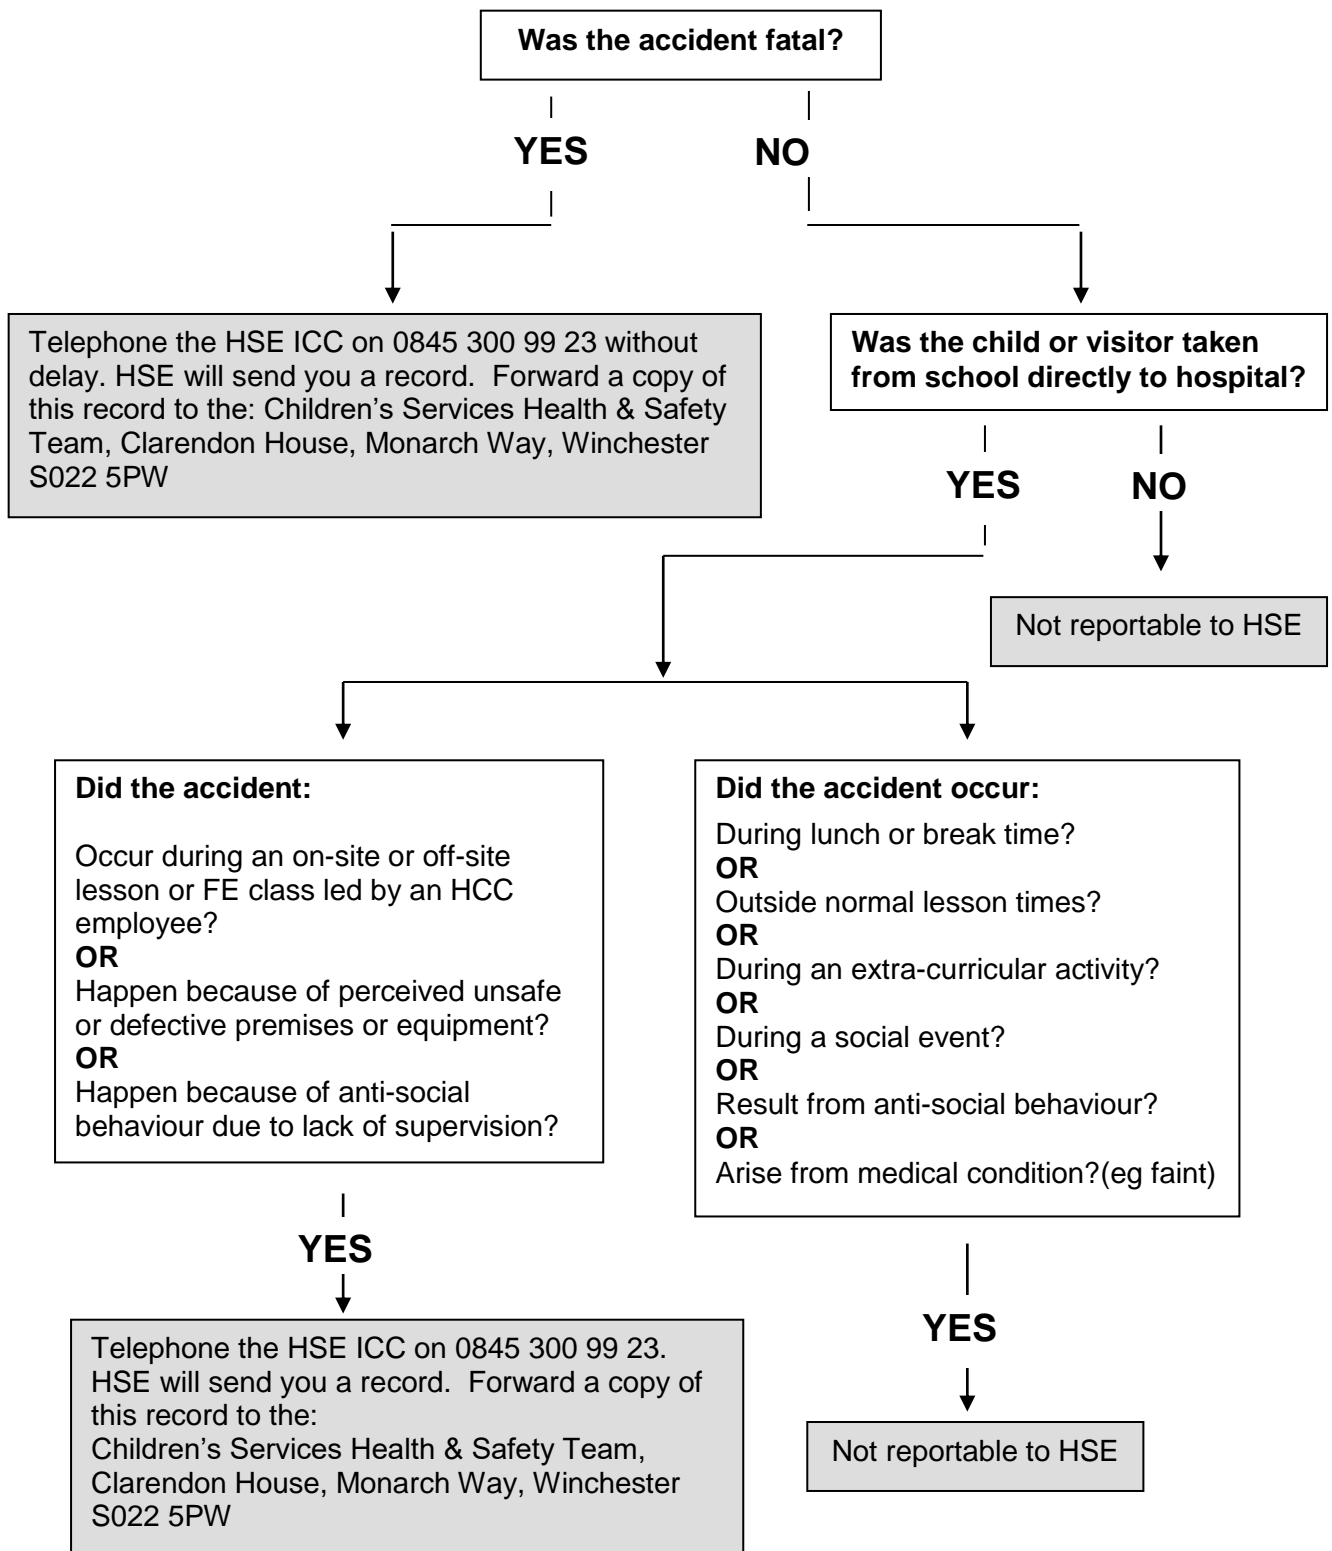 Was the accident fatal?
YES
NO
Telephone the HSE ICC on 0845 300 99 23 without
delay. HSE will send you a record.  Forward a copy of
this record to the: Children’s Services Health & Safety
Team, Clarendon House, Monarch Way, Winchester
S022 5PW
Was the child or visitor taken
from school directly to hospital?
YES
NO
Not reportable to HSE
Did the accident:
Occur during an on-site or off-site
lesson or FE class led by an HCC
employee?
OR
Happen because of perceived unsafe
or defective premises or equipment?
OR
Happen because of anti-social
behaviour due to lack of supervision?
Did the accident occur:
During lunch or break time?
OR
Outside normal lesson times?
OR
During an extra-curricular activity?
OR
During a social event?
OR
Result from anti-social behaviour?
OR
Arise from medical condition?(eg faint)
YES
Telephone the HSE ICC on 0845 300 99 23.
HSE will send you a record.  Forward a copy of
this record to the:
Children’s Services Health & Safety Team,
Clarendon House, Monarch Way, Winchester
S022 5PW
YES
Not reportable to HSE